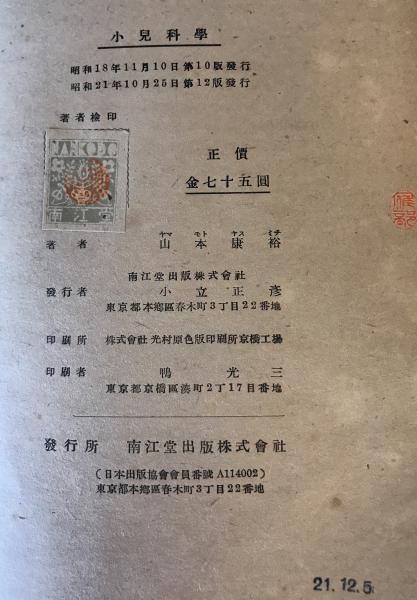 小兒科學
昭和18年11月10日第10版發行
昭和21年10月25日第12版發行
著者檢印
NANKODO
南江堂
正價
金七十五圓
ヤマ モト ヤス ミチ
著者 山本康裕
南江堂出版株式會社
發行者 小立正彥
東京都本鄕區春木町3丁目22番地
印刷所 株式會社光村原色版印刷所京橋工場
印刷者 鴨光三
東京都京橋區湊町2丁目17番地
發行所 南江堂出版株式會社
(日本出版協會會員番號A114002)
東京都本鄕區春木町3丁目22番地
21.12.5